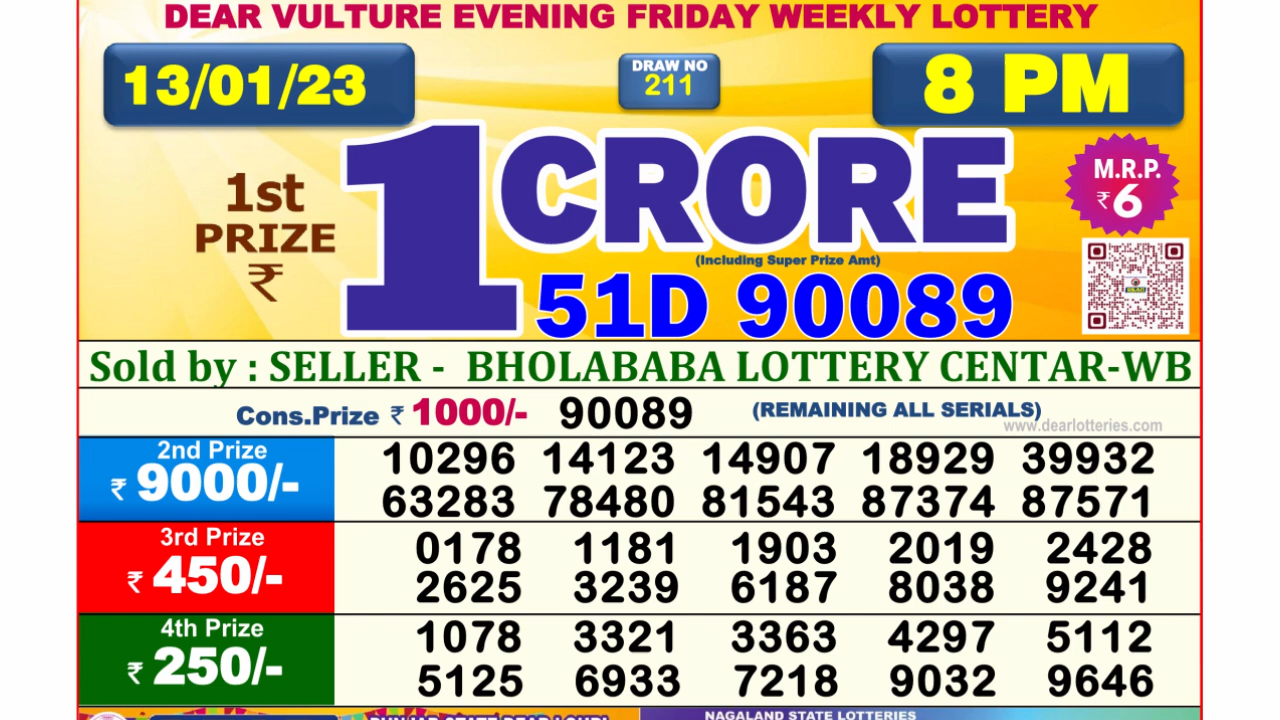 DEAR VULTURE EVENING FRIDAY WEEKLY LOTTERY
13/01/23
DRAW NO
211
8 PM
1st
PRIZE
₹
1 CRORE
(Including Super Prize Amt)
M.R.P.
₹ 6
51D 90089
Sold by : SELLER - BHOLABABA LOTTERY CENTAR-WB
Cons.Prize ₹ 1000/- 90089 (REMAINING ALL SERIALS)
www.dearlotteries.com
2nd Prize
₹ 9000/-
10296 14123 14907 18929 39932
63283 78480 81543 87374 87571
3rd Prize
₹ 450/-
0178 1181 1903 2019 2428
2625 3239 6187 8038 9241
4th Prize
₹ 250/-
1078 3321 3363 4297 5112
5125 6933 7218 9032 9646
NAGALAND STATE LOTTERIES